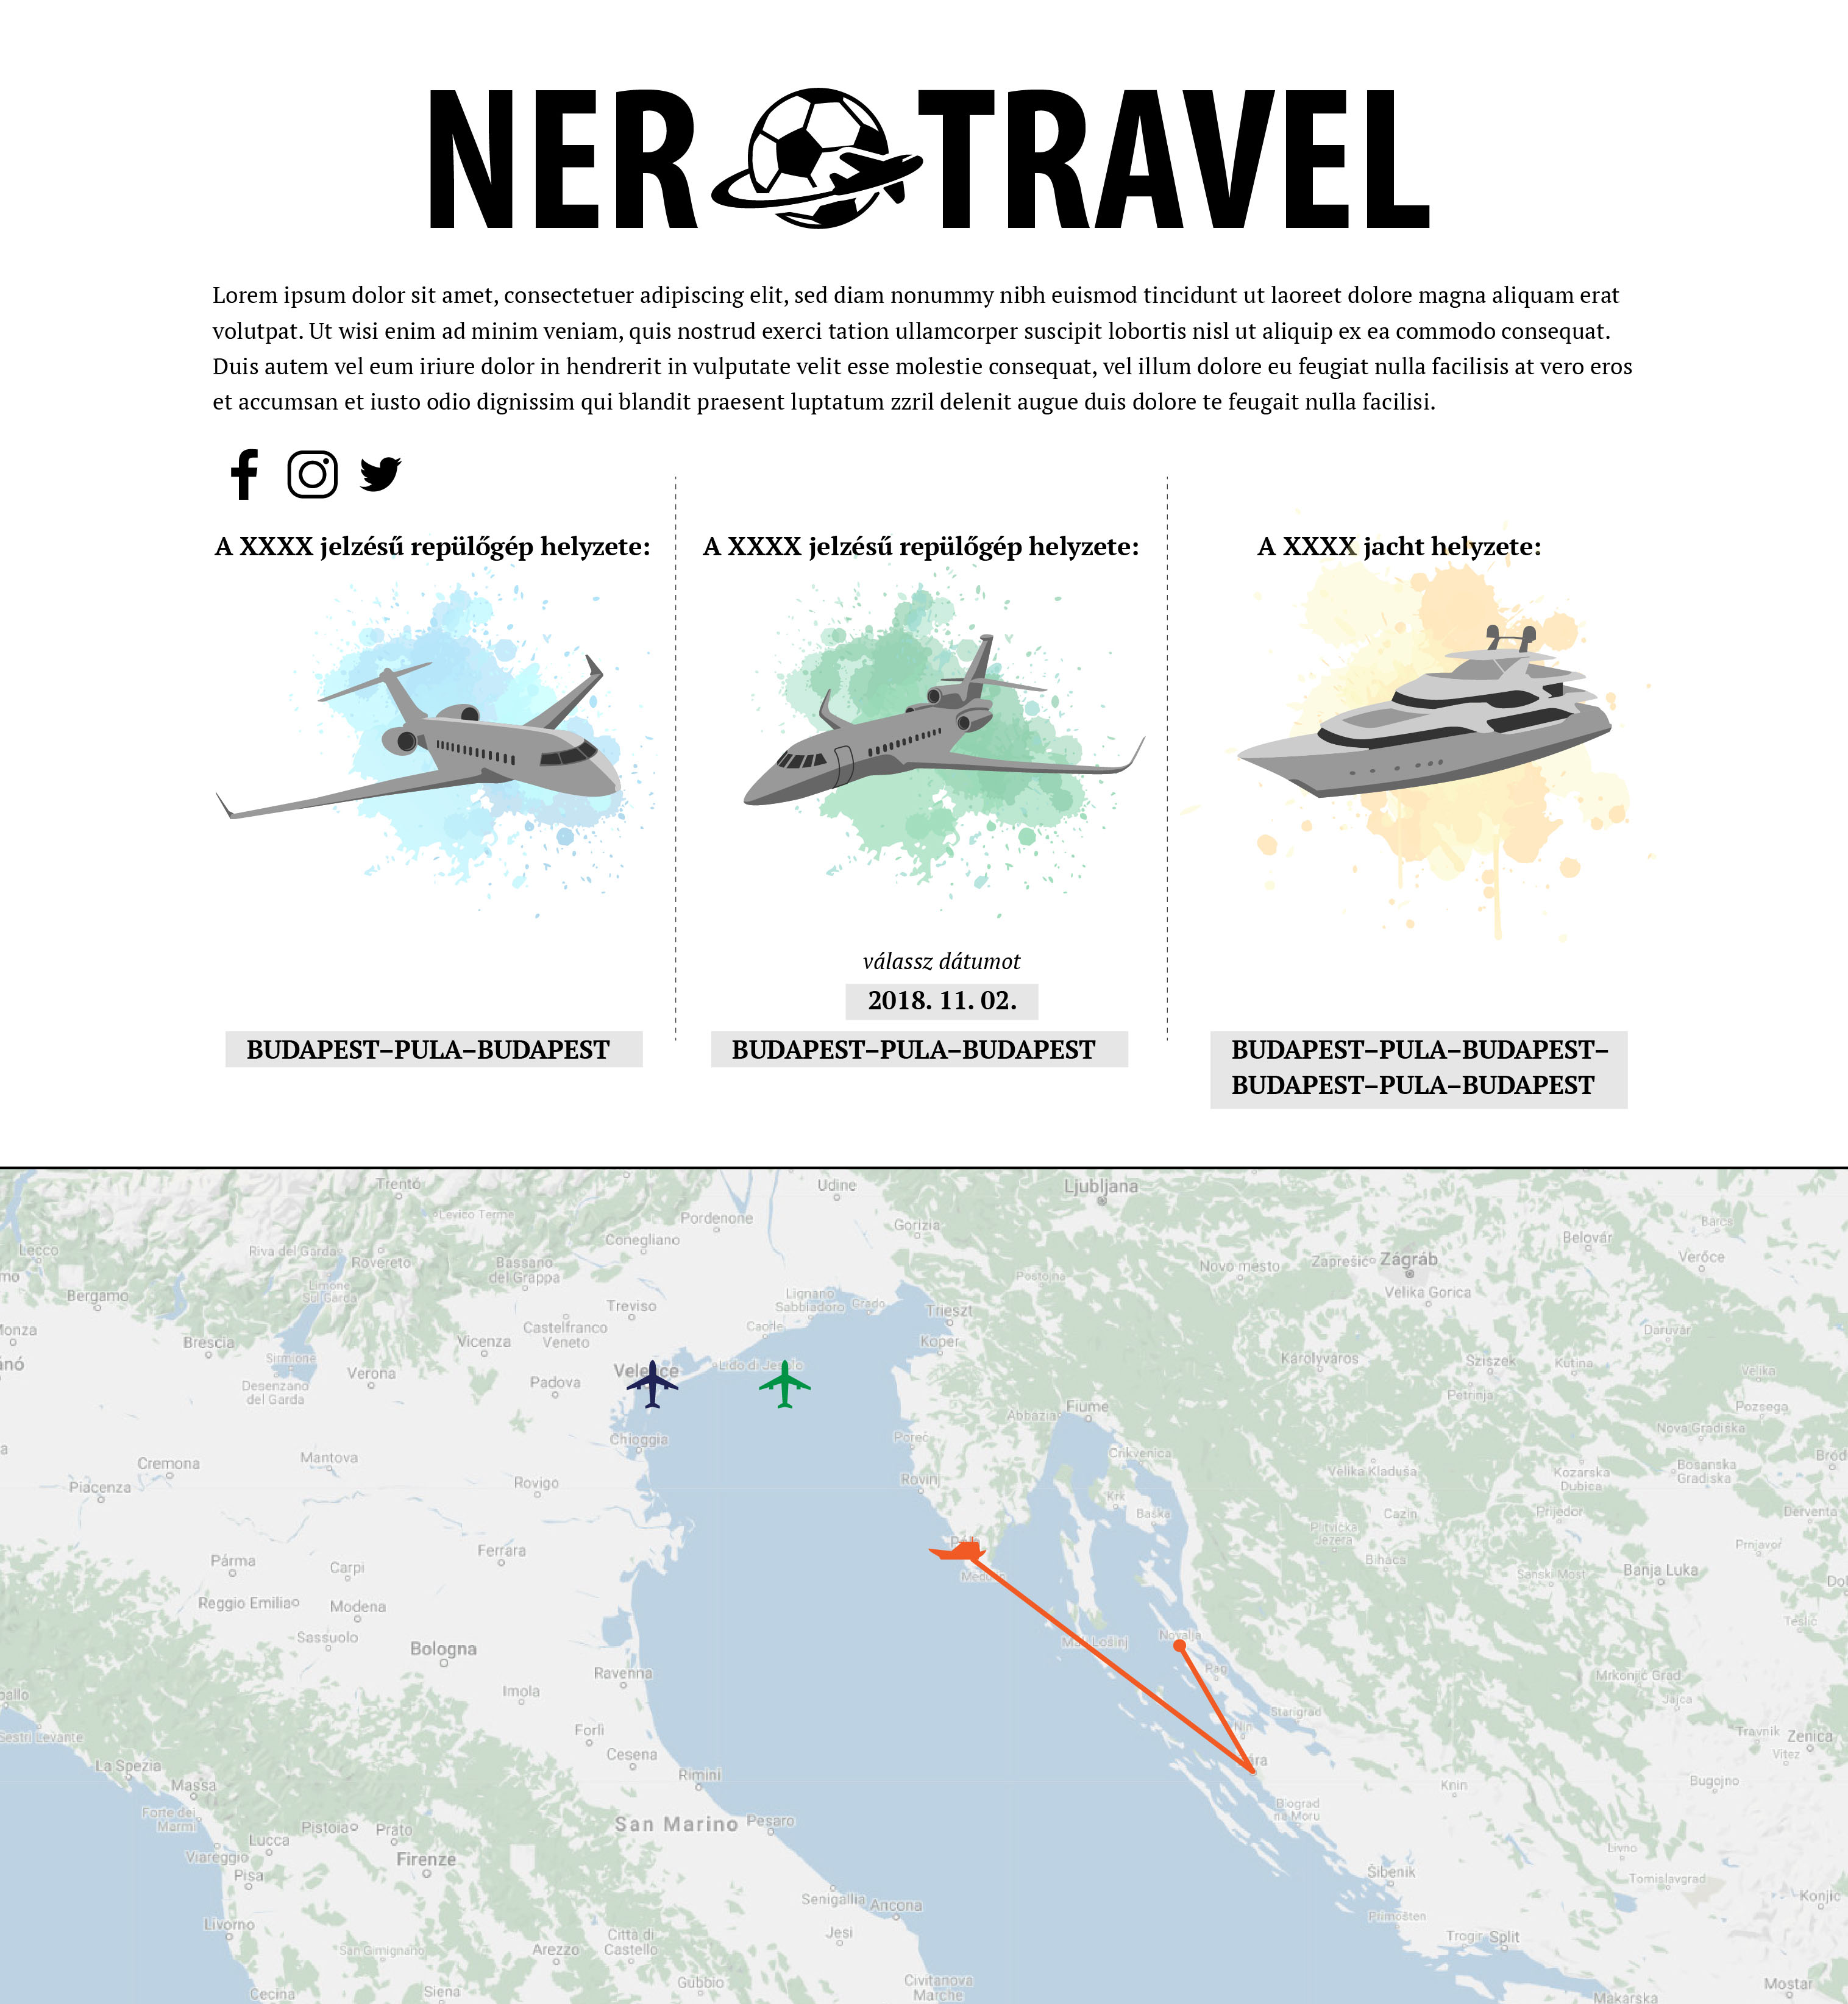 NER TRAVEL
Lorem ipsum dolor sit amet, consectetuer adipiscing elit, sed diam nonummy nibh euismod tincidunt ut laoreet dolore magna aliquam erat
volutpat. Ut wisi enim ad minim veniam, quis nostrud exerci tation ullamcorper suscipit lobortis nisl ut aliquip ex ea commodo consequat.
Duis autem vel eum iriure dolor in hendrerit in vulputate velit esse molestie consequat, vel illum dolore eu feugiat nulla facilisis at vero eros
et accumsan et iusto odio dignissim qui blandit praesent luptatum zzril delenit augue duis dolore te feugait nulla facilisi.
A XXXX jelzésű repülőgép helyzete:
A XXXX jelzésű repülőgép helyzete:
A XXXX jacht helyzete:
válassz dátumot
2018. 11. 02.
BUDAPEST–PULA–BUDAPEST
BUDAPEST–PULA–BUDAPEST
BUDAPEST–PULA–BUDAPEST–
BUDAPEST–PULA–BUDAPEST
Trento
Udine
Ljubljana
Levico Terme
Pordenone
Gorizia
Barcs
Lecco
Riva del Garda
Rovereto
Conegliano
Belovár
Bassano
del Grappa
Novo mesto
Zaprešić
Zágráb
Verőce
Postojna
Bergamo
Limone
Sul Garda
Treviso
Lignano
Sabbiadoro
Grado
Trieszt
Velika Gorica
Monza
Brescia
Vicenza
Castelfranco
Veneto
Caorle
Koper
Daruvár
Sirmione
Verona
Velence
Lido di Jesolo
Károlyváros
Sziszek
Kutina
Velika
Desenzano
del Garda
Padova
Petrinja
Abbazia
Fiume
Pozsega
Chioggia
Poreč
Crikvenica
Nova Gradiška
Cremona
Mantova
Rovigo
Rovinj
Velika Kladuša
Kozarska
Dubica
Bosanska
Gradiška
Piacenza
Krk
Baška
Cazin
Prijedor
Derventa
Plitvička
Jezera
Bihács
Prnjavor
Párma
Carpi
Ferrara
Medulin
Sanski Most
Banja Luka
Reggio Emilia
Modena
Teslić
Sassuolo
Bologna
Mali Lošinj
Novalja
Ravenna
Pag
Mrkonjić Grad
Imola
Jajca
Starigrad
Forlì
Nin
Travnik
Zenica
Sestri Levante
Cesena
Vitez
La Spezia
Rimini
Massa
Knin
Bugojno
Forte dei
Marmi
Biograd
na Moru
Pistoia
Prato
San Marino
Pesaro
Lucca
Livno
Viareggio
Firenze
Pisa
Šibenik
Tomislavgrad
Senigallia
Ancona
Konjic
Livorno
Primošten
Jesi
Trogir
Split
San Gimignano
Arezzo
Città di
Castello
Gubbio
Civitanova
Marche
Mostar
Cecina
Siena
Makarska